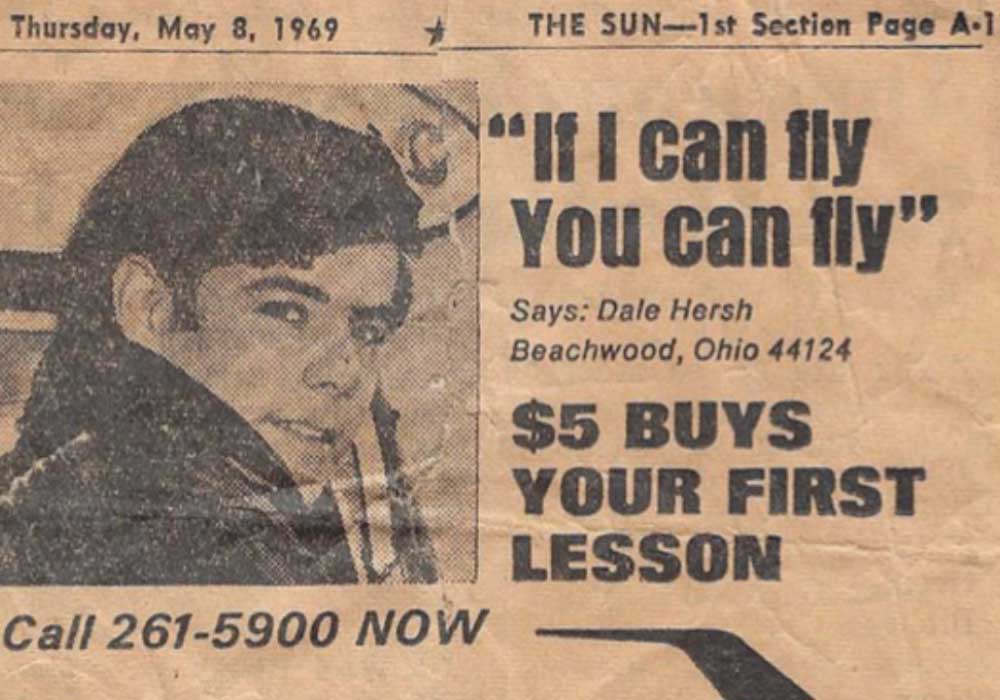 Thursday, May 8, 1969 ★ THE SUN—1st Section Page A-1
"If I can fly
You can fly"
Says: Dale Hersh
Beachwood, Ohio 44124
$5 BUYS
YOUR FIRST
LESSON
Call 261-5900 NOW